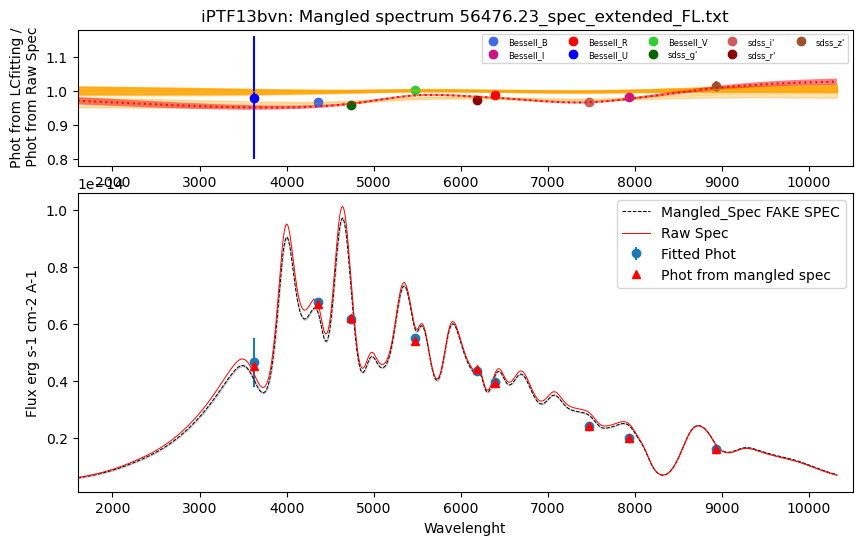 iPTF13bvn: Mangled spectrum 56476.23_spec_extended_FL.txt
Phot from LCfitting /
Phot from Raw Spec
1.1
1.0
0.9
0.8
Bessell_B
Bessell_R
Bessell_V
sdss_i'
sdss_z'
Bessell_I
Bessell_U
sdss_g'
sdss_r'
2000 3000 4000 5000 6000 7000 8000 9000 10000
1e−14
Flux erg s-1 cm-2 A-1
1.0
0.8
0.6
0.4
0.2
Mangled_Spec FAKE SPEC
Raw Spec
Fitted Phot
Phot from mangled spec
2000 3000 4000 5000 6000 7000 8000 9000 10000
Wavelenght